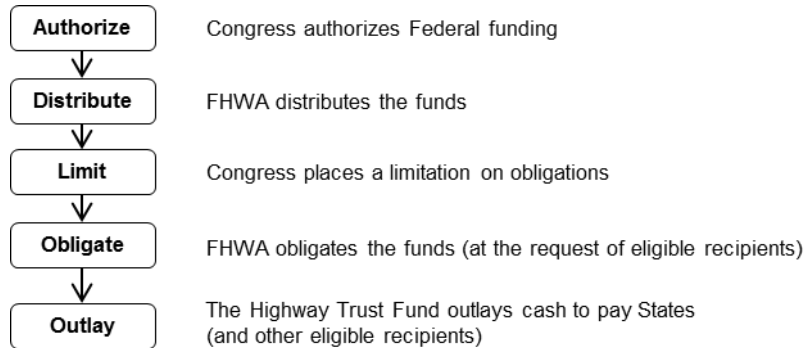 Authorize Congress authorizes Federal funding
Distribute FHWA distributes the funds
Limit Congress places a limitation on obligations
Obligate FHWA obligates the funds (at the request of eligible recipients)
Outlay The Highway Trust Fund outlays cash to pay States
(and other eligible recipients)